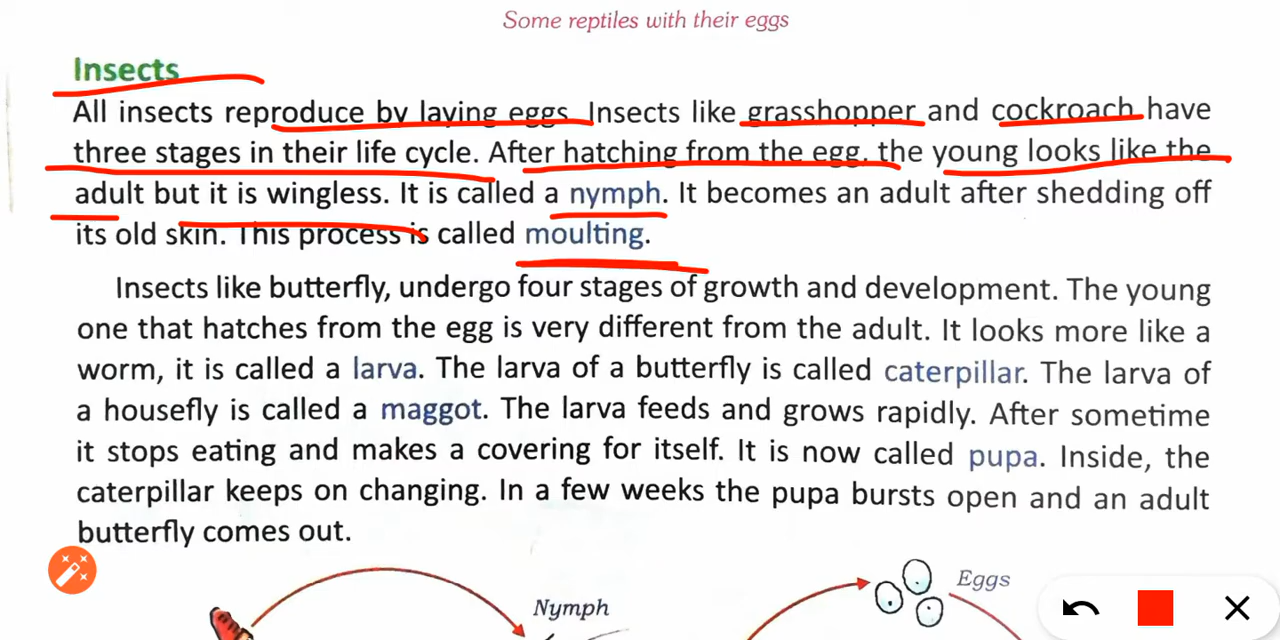 Some reptiles with their eggs
Insects
All insects reproduce by laying eggs. Insects like grasshopper and cockroach have
three stages in their life cycle. After hatching from the egg, the young looks like the
adult but it is wingless. It is called a nymph. It becomes an adult after shedding off
its old skin. This process is called moulting.
Insects like butterfly, undergo four stages of growth and development. The young
one that hatches from the egg is very different from the adult. It looks more like a
worm, it is called a larva. The larva of a butterfly is called caterpillar. The larva of
a housefly is called a maggot. The larva feeds and grows rapidly. After sometime
it stops eating and makes a covering for itself. It is now called pupa. Inside, the
caterpillar keeps on changing. In a few weeks the pupa bursts open and an adult
butterfly comes out.
Nymph
Eggs